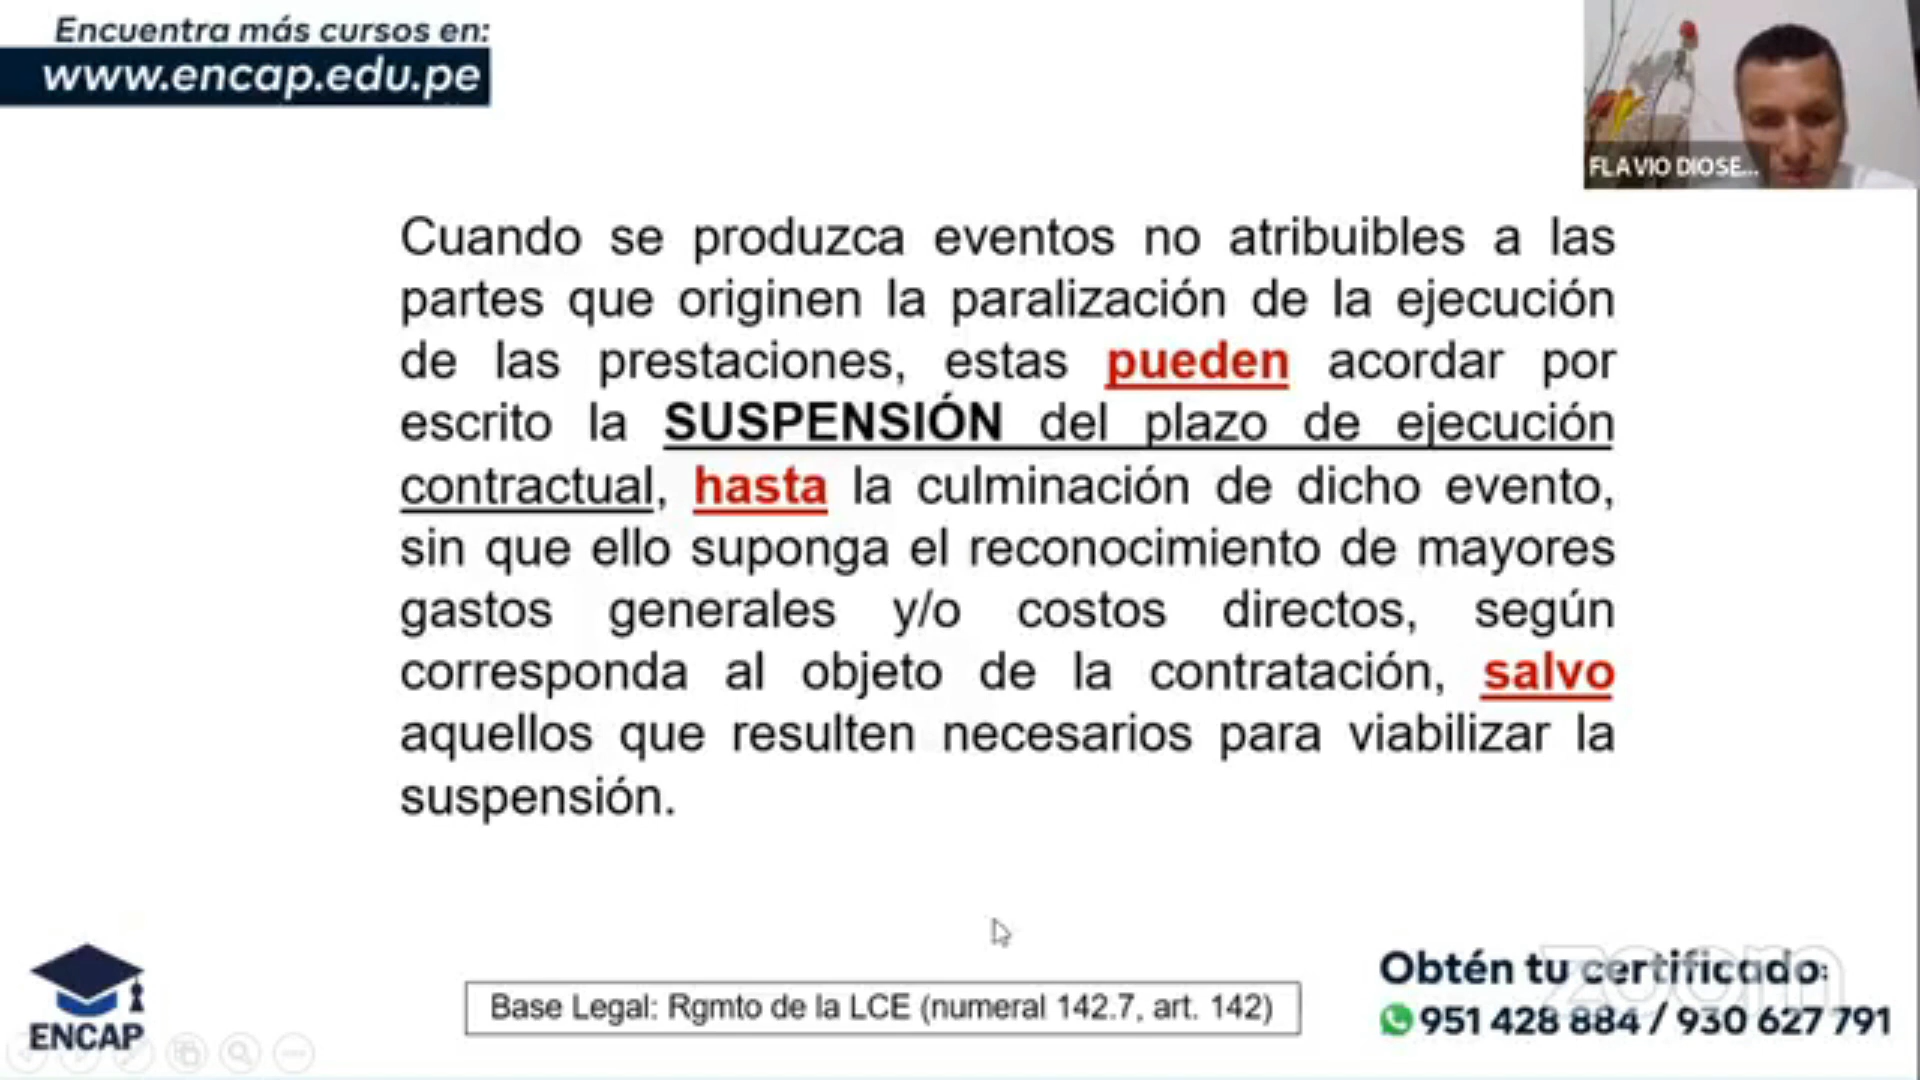 Encuentra más cursos en:
www.encap.edu.pe
FLAVIO DIOSE...
Cuando se produzca eventos no atribuibles a las
partes que originen la paralización de la ejecución
de las prestaciones, estas pueden acordar por
escrito la SUSPENSIÓN del plazo de ejecución
contractual, hasta la culminación de dicho evento,
sin que ello suponga el reconocimiento de mayores
gastos generales y/o costos directos, según
corresponda al objeto de la contratación, salvo
aquellos que resulten necesarios para viabilizar la
suspensión.
ENCAP
Base Legal: Rgmto de la LCE (numeral 142.7, art. 142)
Obtén tu certificado:
951 428 884 / 930 627 791
zoom